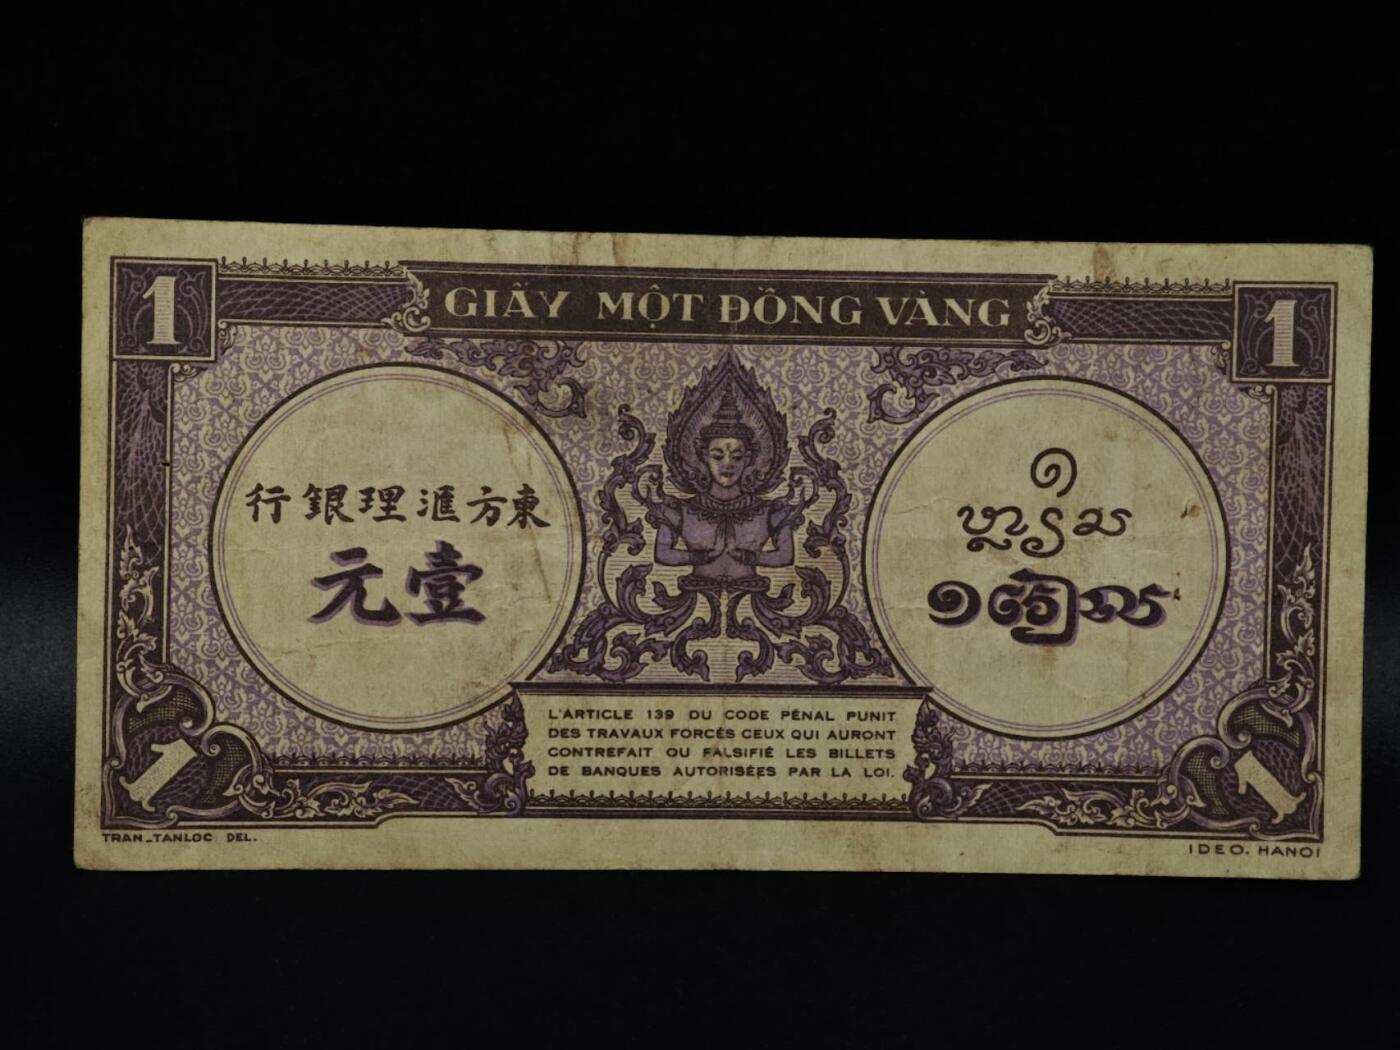 1
GIẤY MỘT ĐỒNG VÀNG
1
行銀理滙方東
元壹
L'ARTICLE 139 DU CODE PÉNAL PUNIT
DES TRAVAUX FORCÉS CEUX QUI AURONT
CONTREFAIT OU FALSIFIÉ LES BILLETS
DE BANQUES AUTORISÉES PAR LA LOI.
1
1
TRAN_TANLOC DEL.
IDEO. HANOI